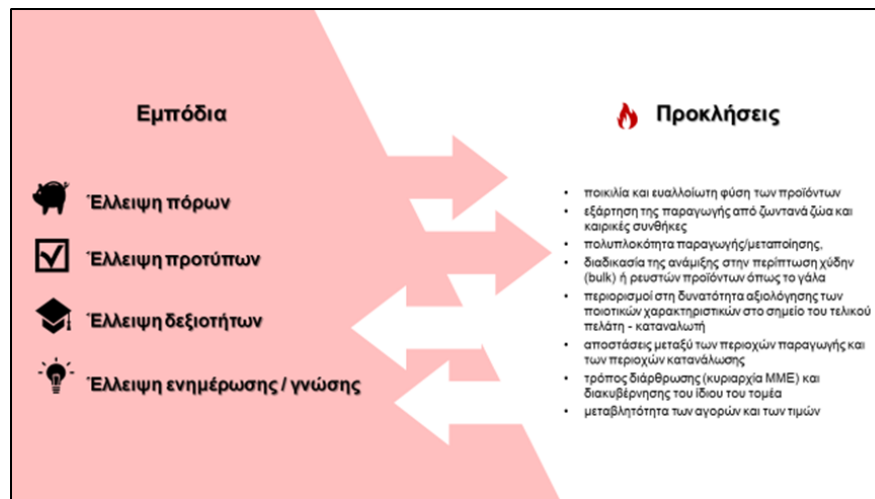 Εμπόδια
Έλλειψη πόρων
Έλλειψη προτύπων
Έλλειψη δεξιοτήτων
Έλλειψη ενημέρωσης / γνώσης
Προκλήσεις
• ποικιλία και ευαλλοίωτη φύση των προϊόντων
• εξάρτηση της παραγωγής από ζωντανά ζώα και
καιρικές συνθήκες
• πολυπλοκότητα παραγωγής/μεταποίησης,
• διαδικασία της ανάμιξης στην περίπτωση χύδην
(bulk) ή ρευστών προϊόντων όπως το γάλα
• περιορισμοί στη δυνατότητα αξιολόγησης των
ποιοτικών χαρακτηριστικών στο σημείο του τελικού
πελάτη - καταναλωτή
• αποστάσεις μεταξύ των περιοχών παραγωγής και
των περιοχών κατανάλωσης
• τρόπος διάρθρωσης (κυριαρχία ΜΜΕ) και
διακυβέρνησης του ίδιου του τομέα
• μεταβλητότητα των αγορών και των τιμών